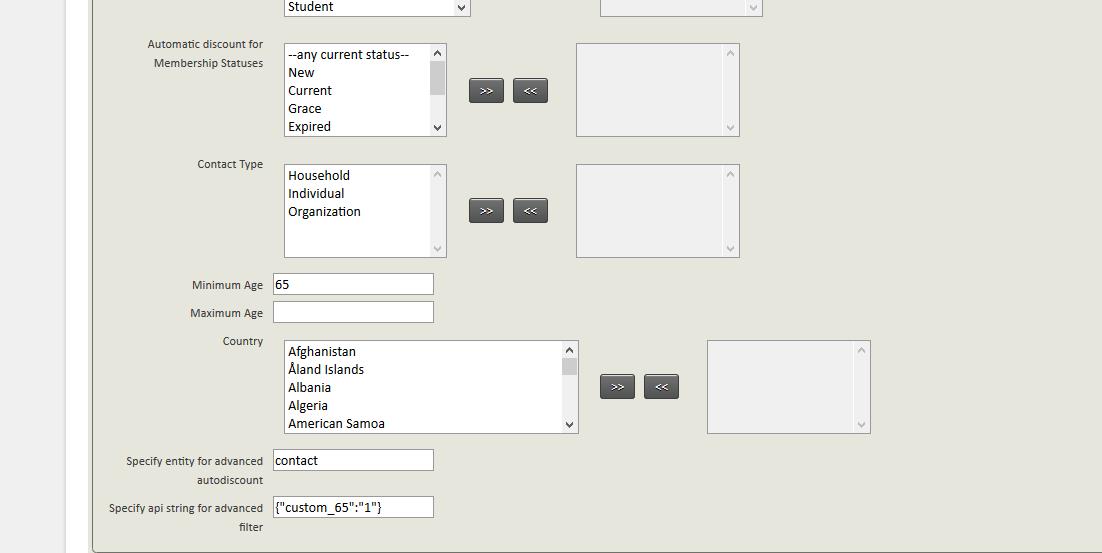 Student
Automatic discount for
Membership Statuses
--any current status--
New
Current
Grace
Expired
>> <<
Contact Type
Household
Individual
Organization
>> <<
Minimum Age 65
Maximum Age
Country
Afghanistan
Åland Islands
Albania
Algeria
American Samoa
>> <<
Specify entity for advanced
autodiscount
contact
Specify api string for advanced
filter
{"custom_65":"1"}